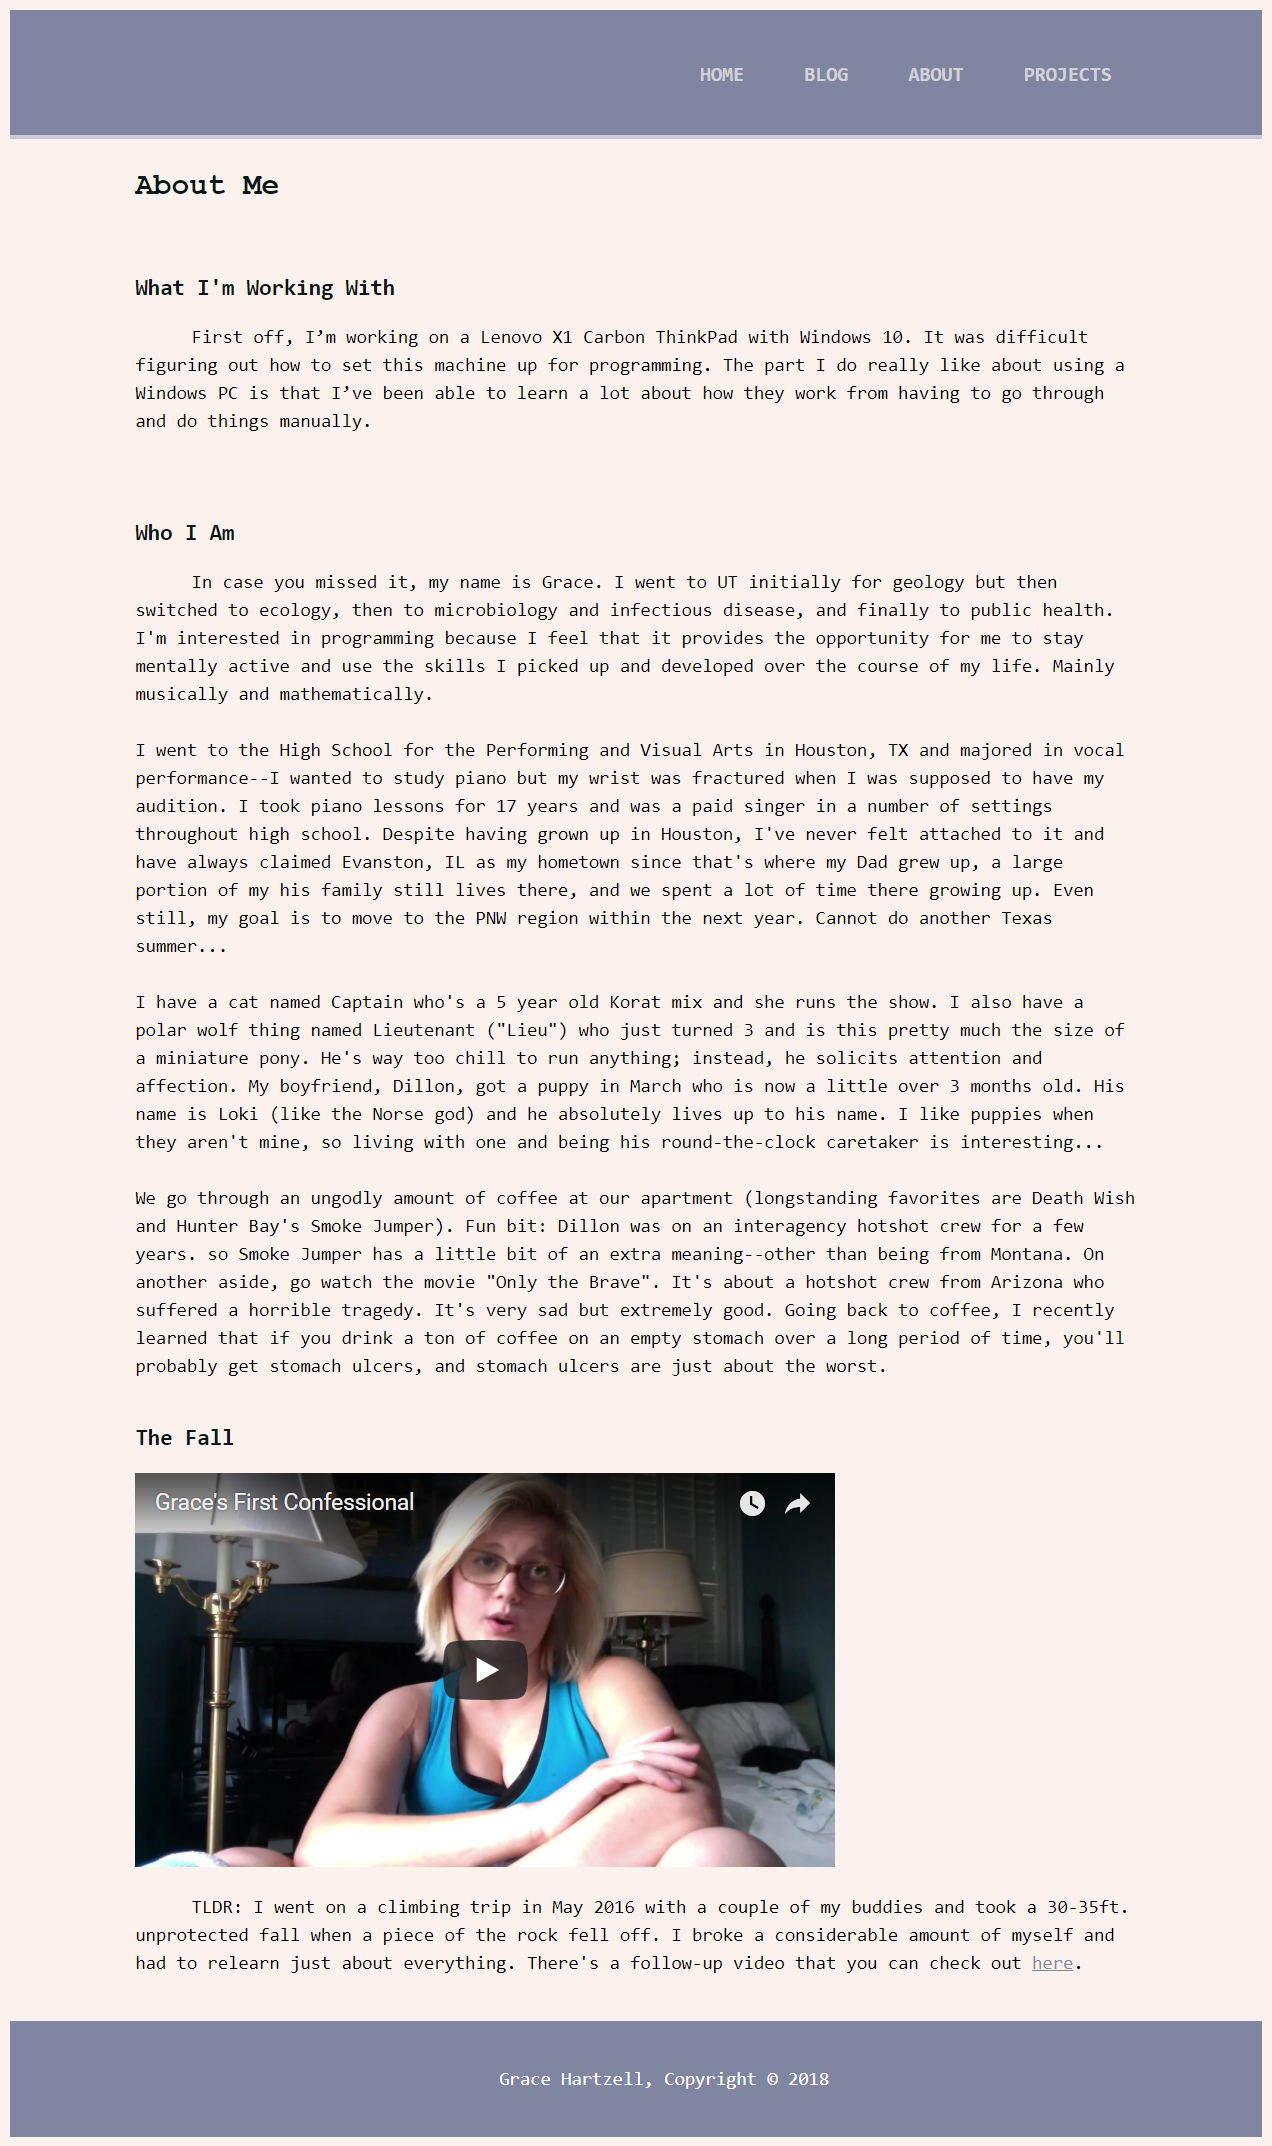 HOME BLOG ABOUT PROJECTS
About Me
What I'm Working With
First off, I’m working on a Lenovo X1 Carbon ThinkPad with Windows 10. It was difficult
figuring out how to set this machine up for programming. The part I do really like about using a
Windows PC is that I’ve been able to learn a lot about how they work from having to go through
and do things manually.
Who I Am
In case you missed it, my name is Grace. I went to UT initially for geology but then
switched to ecology, then to microbiology and infectious disease, and finally to public health.
I'm interested in programming because I feel that it provides the opportunity for me to stay
mentally active and use the skills I picked up and developed over the course of my life. Mainly
musically and mathematically.
I went to the High School for the Performing and Visual Arts in Houston, TX and majored in vocal
performance--I wanted to study piano but my wrist was fractured when I was supposed to have my
audition. I took piano lessons for 17 years and was a paid singer in a number of settings
throughout high school. Despite having grown up in Houston, I've never felt attached to it and
have always claimed Evanston, IL as my hometown since that's where my Dad grew up, a large
portion of my his family still lives there, and we spent a lot of time there growing up. Even
still, my goal is to move to the PNW region within the next year. Cannot do another Texas
summer...
I have a cat named Captain who's a 5 year old Korat mix and she runs the show. I also have a
polar wolf thing named Lieutenant ("Lieu") who just turned 3 and is this pretty much the size of
a miniature pony. He's way too chill to run anything; instead, he solicits attention and
affection. My boyfriend, Dillon, got a puppy in March who is now a little over 3 months old. His
name is Loki (like the Norse god) and he absolutely lives up to his name. I like puppies when
they aren't mine, so living with one and being his round-the-clock caretaker is interesting...
We go through an ungodly amount of coffee at our apartment (longstanding favorites are Death Wish
and Hunter Bay's Smoke Jumper). Fun bit: Dillon was on an interagency hotshot crew for a few
years. so Smoke Jumper has a little bit of an extra meaning--other than being from Montana. On
another aside, go watch the movie "Only the Brave". It's about a hotshot crew from Arizona who
suffered a horrible tragedy. It's very sad but extremely good. Going back to coffee, I recently
learned that if you drink a ton of coffee on an empty stomach over a long period of time, you'll
probably get stomach ulcers, and stomach ulcers are just about the worst.
The Fall
Grace's First Confessional
TLDR: I went on a climbing trip in May 2016 with a couple of my buddies and took a 30-35ft.
unprotected fall when a piece of the rock fell off. I broke a considerable amount of myself and
had to relearn just about everything. There's a follow-up video that you can check out here.
Grace Hartzell, Copyright © 2018